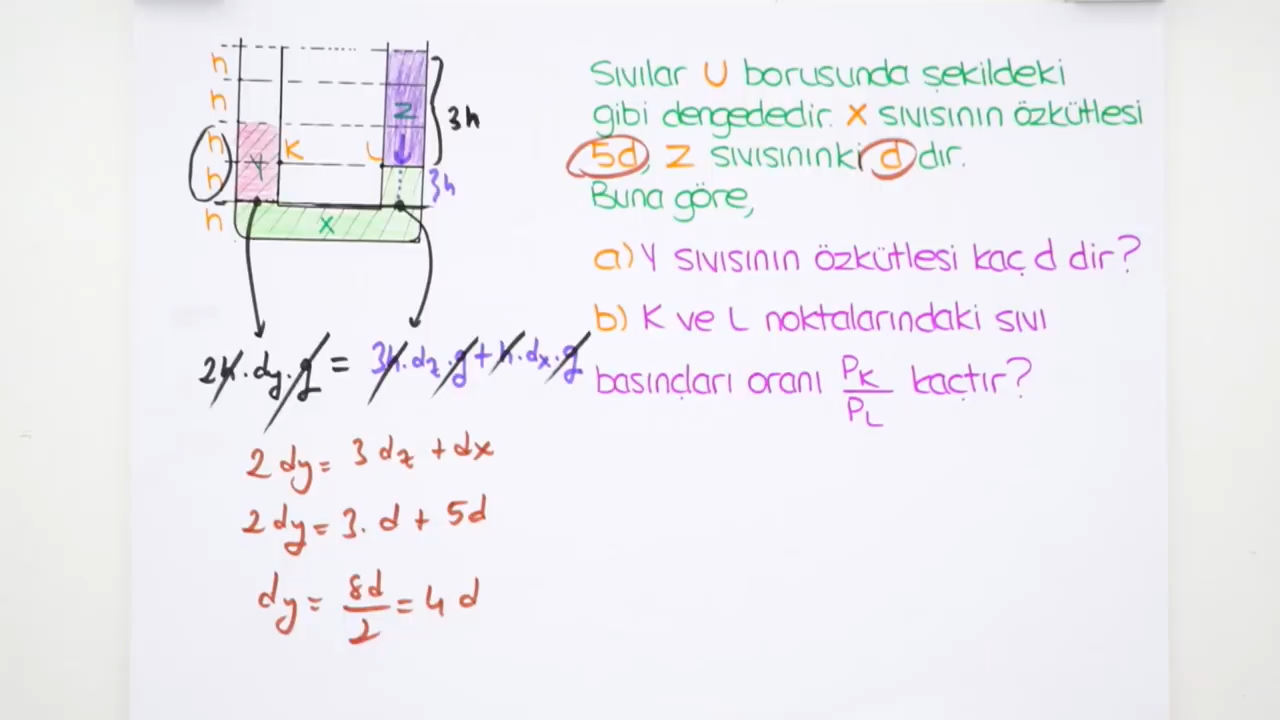 h
h
h
h
h
Y
K
L
Z
X
3h
3h
Sıvılar U borusunda şekildeki
gibi dengededir. X sıvısının özkütlesi
5d, Z sıvısınınki d dir.
Buna göre,
a) Y sıvısının özkütlesi kaç d dir?
b) K ve L noktalarındaki sıvı
basınçları oranı PK/PL kaçtır?
2h.dy.g = 3h.dz.g + h.dx.g
2dy = 3dz + dx
2dy = 3.d + 5d
dy = 8d/2 = 4d